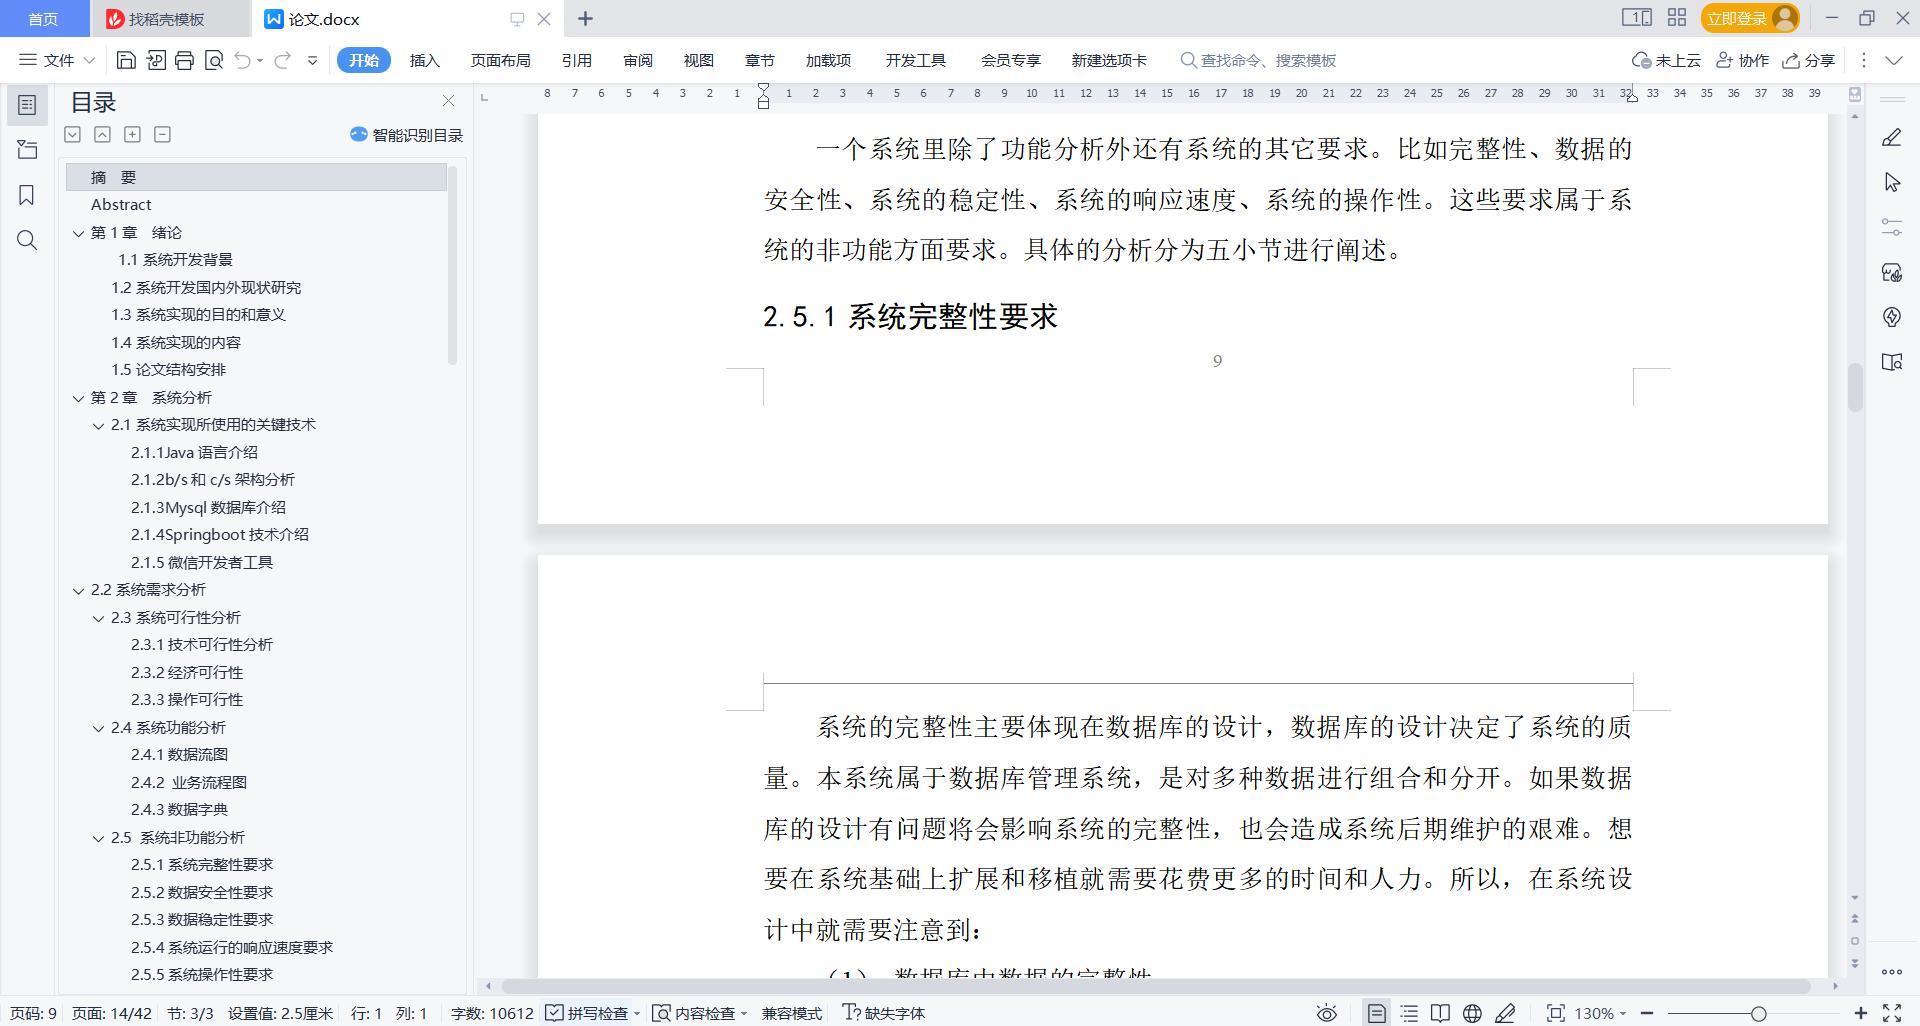 首页
找稻壳模板
论文.docx
立即登录
文件
开始
插入
页面布局
引用
审阅
视图
章节
加载项
开发工具
会员专享
新建选项卡
查找命令、搜索模板
未上云
协作
分享
目录
智能识别目录
8 7 6 5 4 3 2 1 1 2 3 4 5 6 7 8 9 10 11 12 13 14 15 16 17 18 19 20 21 22 23 24 25 26 27 28 29 30 31 32 33 34 35 36 37 38 39
摘 要
Abstract
第 1 章 绪论
1.1 系统开发背景
1.2 系统开发国内外现状研究
1.3 系统实现的目的和意义
1.4 系统实现的内容
1.5 论文结构安排
第 2 章 系统分析
2.1 系统实现所使用的关键技术
2.1.1Java 语言介绍
2.1.2b/s 和 c/s 架构分析
2.1.3Mysql 数据库介绍
2.1.4Springboot 技术介绍
2.1.5 微信开发者工具
2.2 系统需求分析
2.3 系统可行性分析
2.3.1 技术可行性分析
2.3.2 经济可行性
2.3.3 操作可行性
2.4 系统功能分析
2.4.1 数据流图
2.4.2 业务流程图
2.4.3 数据字典
2.5 系统非功能分析
2.5.1 系统完整性要求
2.5.2 数据安全性要求
2.5.3 数据稳定性要求
2.5.4 系统运行的响应速度要求
2.5.5 系统操作性要求
一个系统里除了功能分析外还有系统的其它要求。比如完整性、数据的
安全性、系统的稳定性、系统的响应速度、系统的操作性。这些要求属于系
统的非功能方面要求。具体的分析分为五小节进行阐述。
2.5.1 系统完整性要求
9
系统的完整性主要体现在数据库的设计，数据库的设计决定了系统的质
量。本系统属于数据库管理系统，是对多种数据进行组合和分开。如果数据
库的设计有问题将会影响系统的完整性，也会造成系统后期维护的艰难。想
要在系统基础上扩展和移植就需要花费更多的时间和人力。所以，在系统设
计中就需要注意到：
（1） 数据库中数据的完整性
页码: 9 页面: 14/42 节: 3/3 设置值: 2.5厘米 行: 1 列: 1 字数: 10612 拼写检查 内容检查 兼容模式 缺失字体 130%